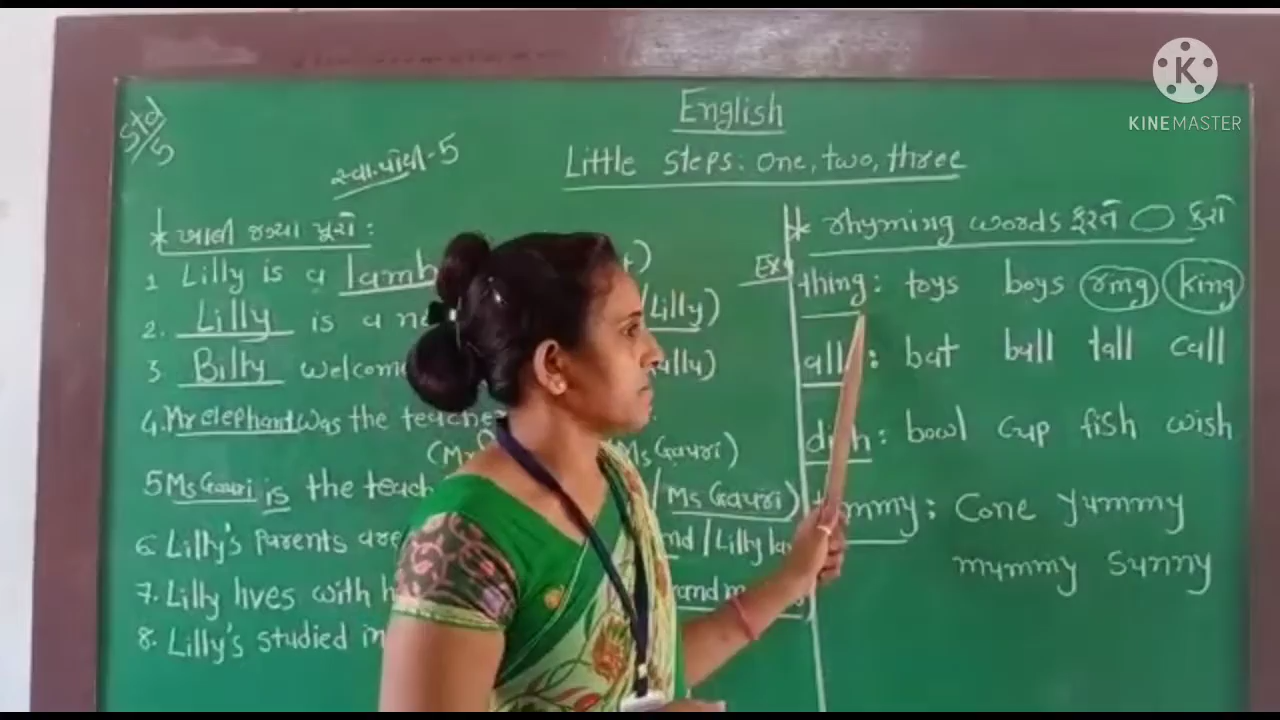 KINEMASTER
Std
5
English
સ્વા.પોથી-5
Little steps: One, two, three
* ખાલી જગ્યા પૂરો:
1 Lilly is a lamb
2. Lilly is a ne /Lilly)
3 Billy welcome ully)
4. Mr elephant was the teacher
(Mr Ms Gauri)
5 Ms Gauri is the teach / Ms Gauri)
6 Lilly's Parents are nd / Lilly la
7. Lilly lives with h rand m
8. Lilly's studied in
* rhyming words ફરતે ○ કરો
Ex
thing: toys boys ring king
all: bat ball tall call
dish: bowl cup fish wish
mmy: Cone yummy
mummy sunny